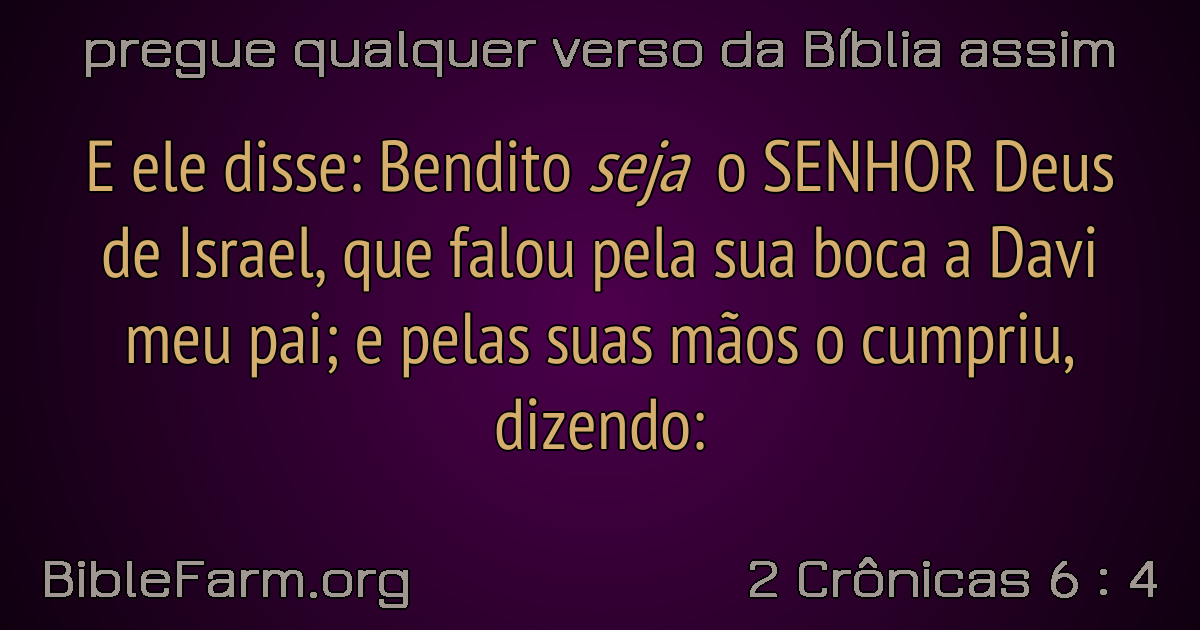 pregue qualquer verso da Bíblia assim
E ele disse: Bendito seja o SENHOR Deus
de Israel, que falou pela sua boca a Davi
meu pai; e pelas suas mãos o cumpriu,
dizendo:
BibleFarm.org
2 Crônicas 6 : 4